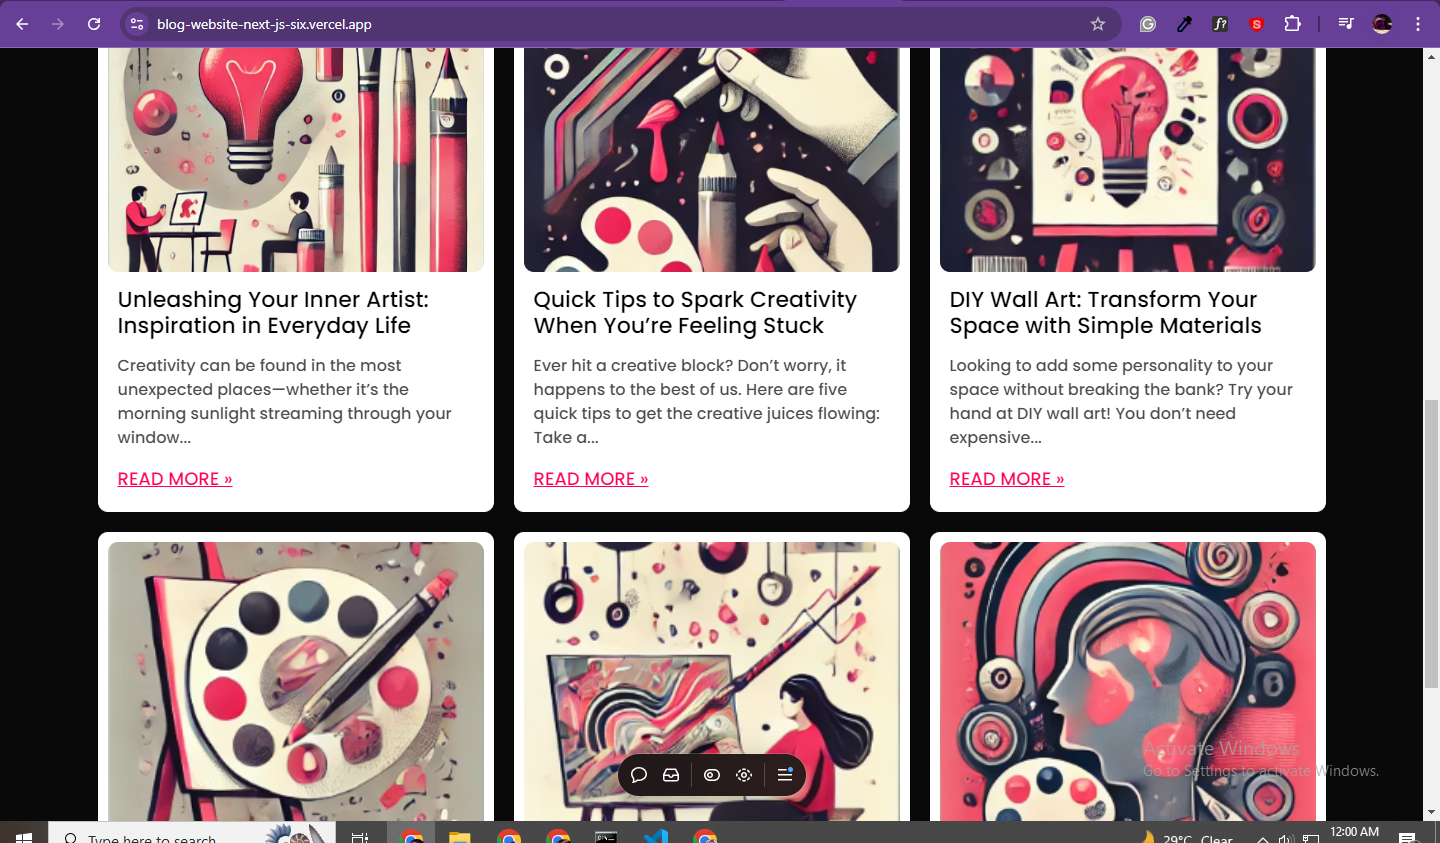 blog-website-next-js-six.vercel.app
Unleashing Your Inner Artist:
Inspiration in Everyday Life
Creativity can be found in the most
unexpected places—whether it’s the
morning sunlight streaming through your
window...
READ MORE »
Quick Tips to Spark Creativity
When You’re Feeling Stuck
Ever hit a creative block? Don’t worry, it
happens to the best of us. Here are five
quick tips to get the creative juices flowing:
Take a...
READ MORE »
DIY Wall Art: Transform Your
Space with Simple Materials
Looking to add some personality to your
space without breaking the bank? Try your
hand at DIY wall art! You don’t need
expensive...
READ MORE »
Activate Windows
Go to Settings to activate Windows.
Type here to search
29°C Clear
12:00 AM